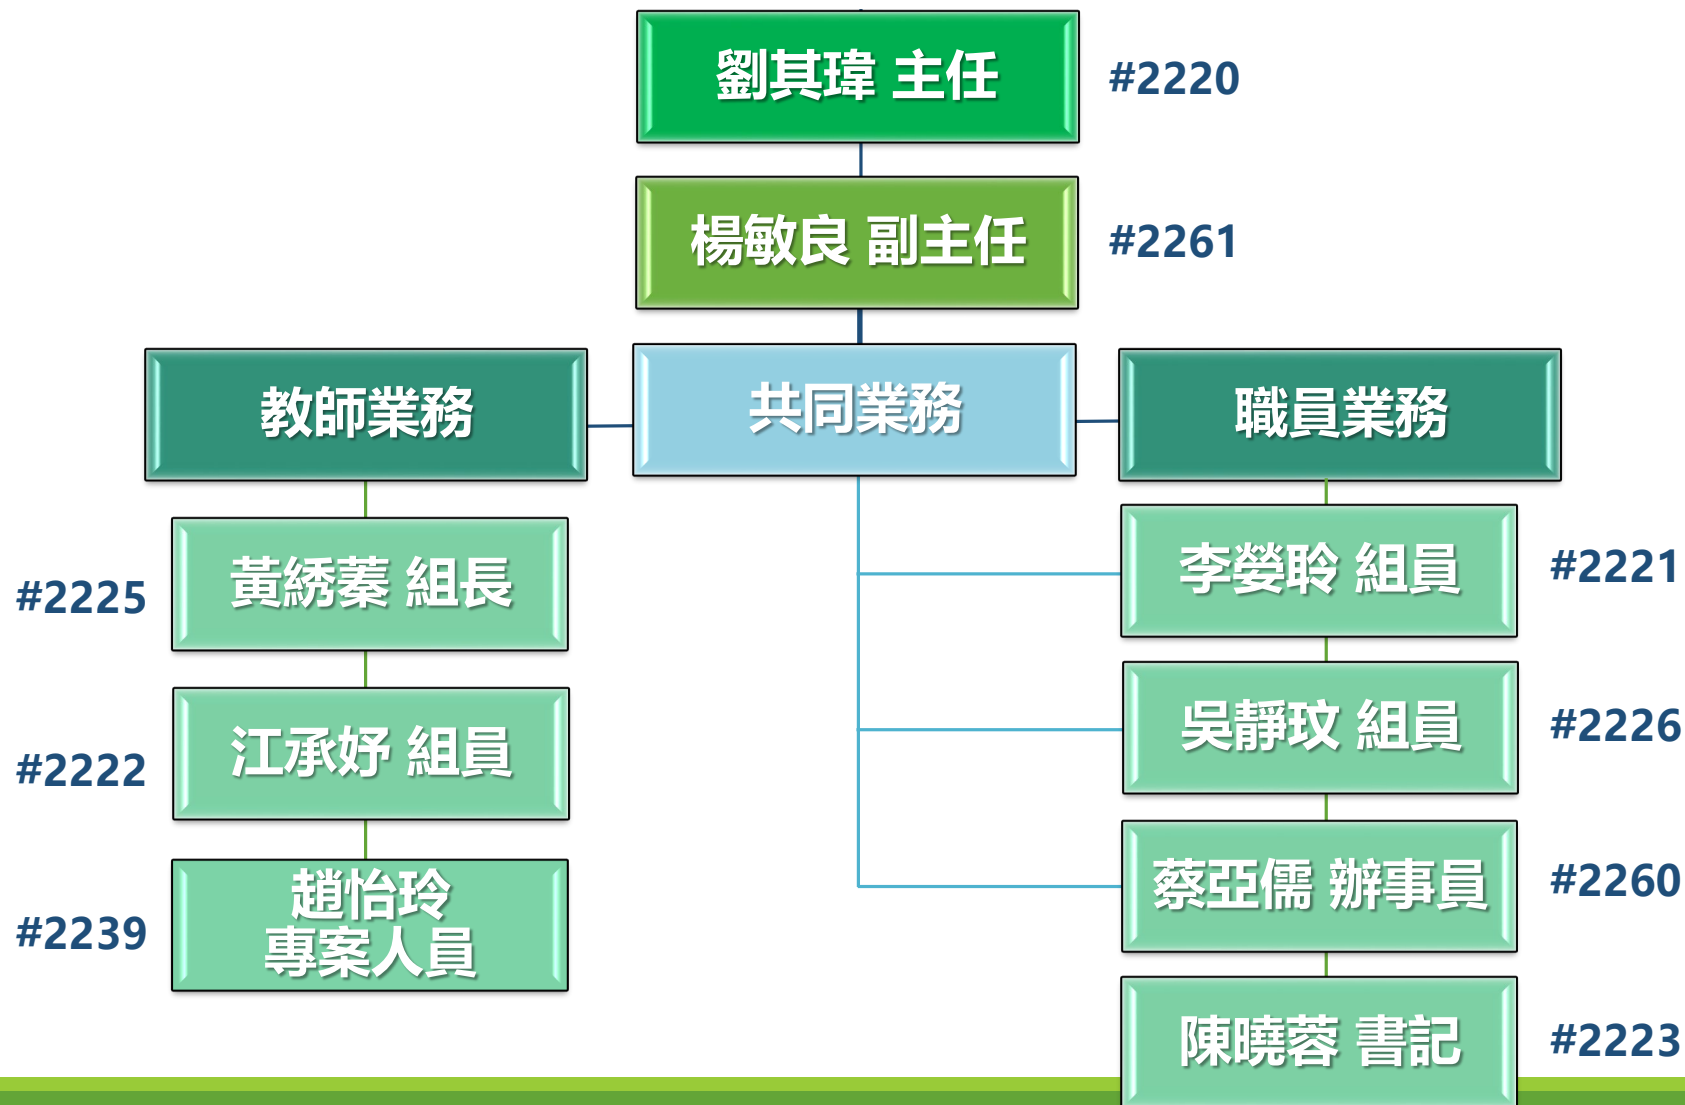 劉其瑋 主任
#2220
楊敏良 副主任
#2261
教師業務
共同業務
職員業務
黃綉蓁 組長
#2225
江承妤 組員
#2222
趙怡玲
專案人員
#2239
李嫈聆 組員
#2221
吳靜玟 組員
#2226
蔡亞儒 辦事員
#2260
陳曉蓉 書記
#2223